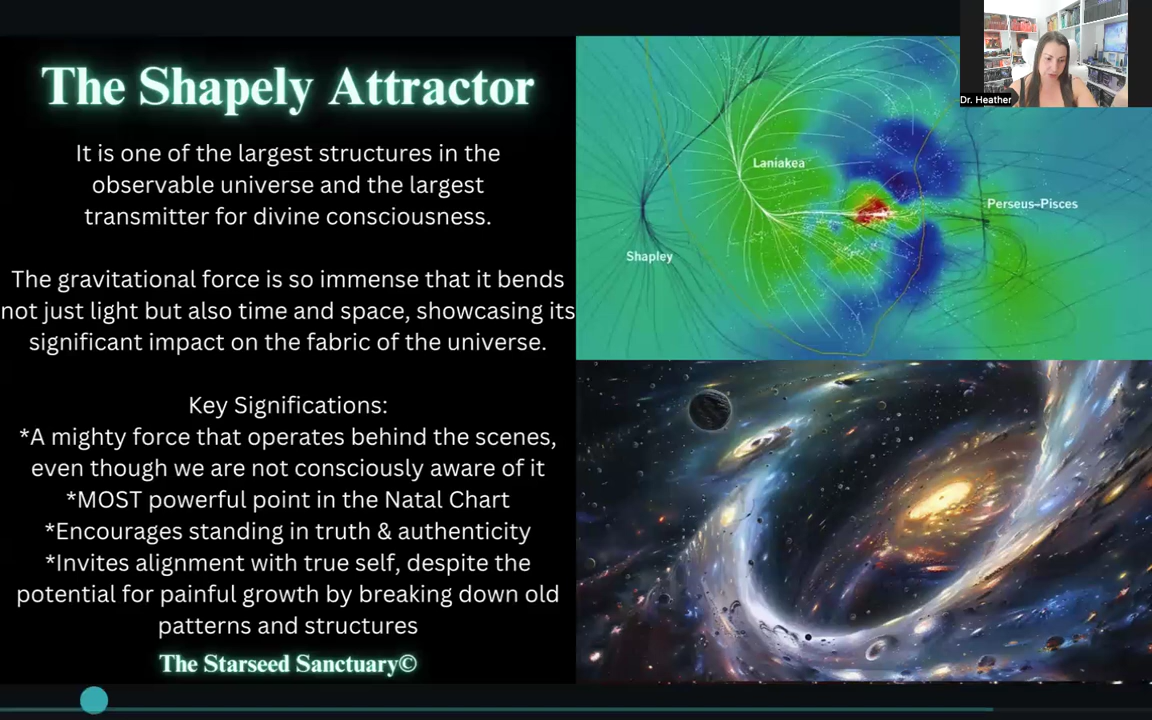 The Shapely Attractor
It is one of the largest structures in the
observable universe and the largest
transmitter for divine consciousness.
The gravitational force is so immense that it bends
not just light but also time and space, showcasing its
significant impact on the fabric of the universe.
Key Significations:
*A mighty force that operates behind the scenes,
even though we are not consciously aware of it
*MOST powerful point in the Natal Chart
*Encourages standing in truth & authenticity
*Invites alignment with true self, despite the
potential for painful growth by breaking down old
patterns and structures
The Starseed Sanctuary©
Laniakea
Perseus–Pisces
Shapley
Dr. Heather